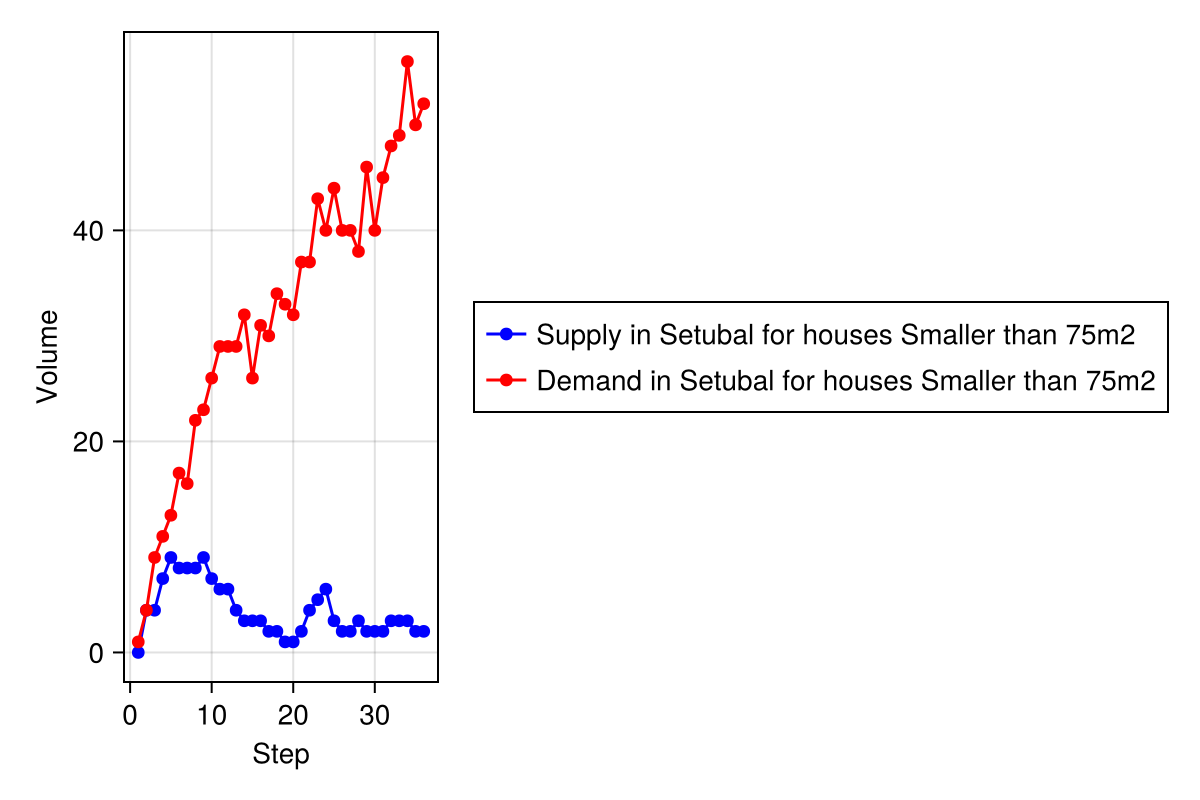 Volume
40
20
0
0 10 20 30
Step
Supply in Setubal for houses Smaller than 75m2
Demand in Setubal for houses Smaller than 75m2